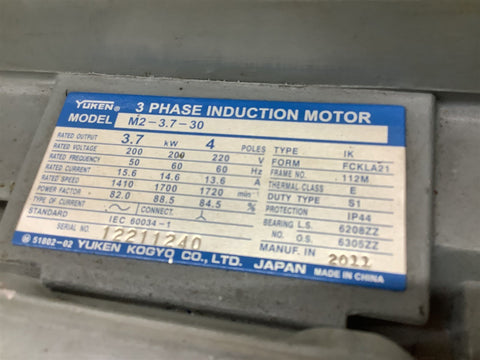 YUKEN® 3 PHASE INDUCTION MOTOR
MODEL M2-3.7-30
RATED OUTPUT 3.7 kW 4 POLES
RATED VOLTAGE 200 200 220 V
RATED FREQUENCY 50 60 60 Hz
RATED CURRENT 15.6 14.6 13.6 A
RATED SPEED 1410 1700 1720 min⁻¹
POWER FACTOR 82.0 88.5 84.5 %
TYPE OF CURRENT CONNECT.
STANDARD IEC 60034-1
SERIAL NO. 12211240
TYPE IK
FORM FCKLA21
FRAME NO. 112M
THERMAL CLASS E
DUTY TYPE S1
PROTECTION IP44
BEARING L.S. 6208ZZ
NO. O.S. 6305ZZ
MANUF. IN 2011
51802-02 YUKEN KOGYO CO., LTD. JAPAN MADE IN CHINA